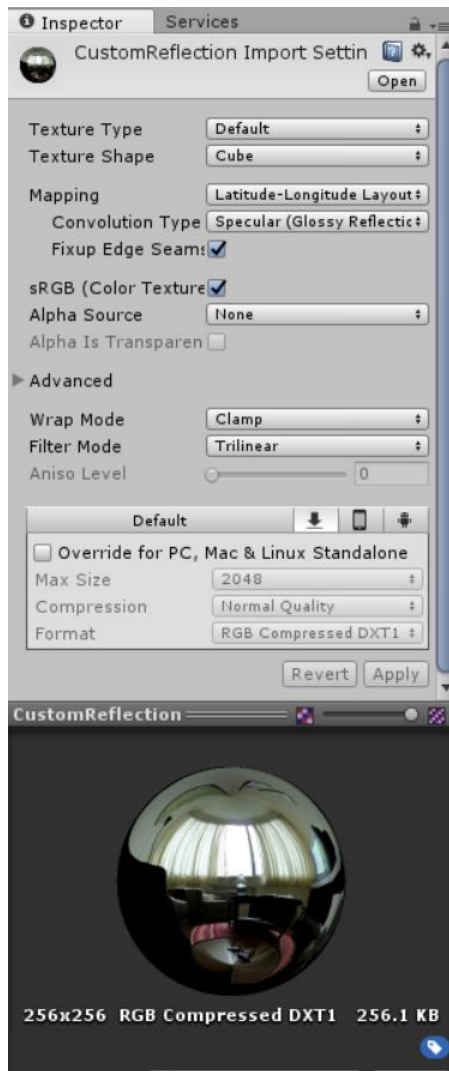 Inspector Services
CustomReflection Import Settin
Open
Texture Type Default
Texture Shape Cube
Mapping Latitude-Longitude Layout
Convolution Type Specular (Glossy Reflectic
Fixup Edge Seams
sRGB (Color Texture
Alpha Source None
Alpha Is Transparen
Advanced
Wrap Mode Clamp
Filter Mode Trilinear
Aniso Level 0
Default
Override for PC, Mac & Linux Standalone
Max Size 2048
Compression Normal Quality
Format RGB Compressed DXT1
Revert Apply
CustomReflection
256x256 RGB Compressed DXT1 256.1 KB